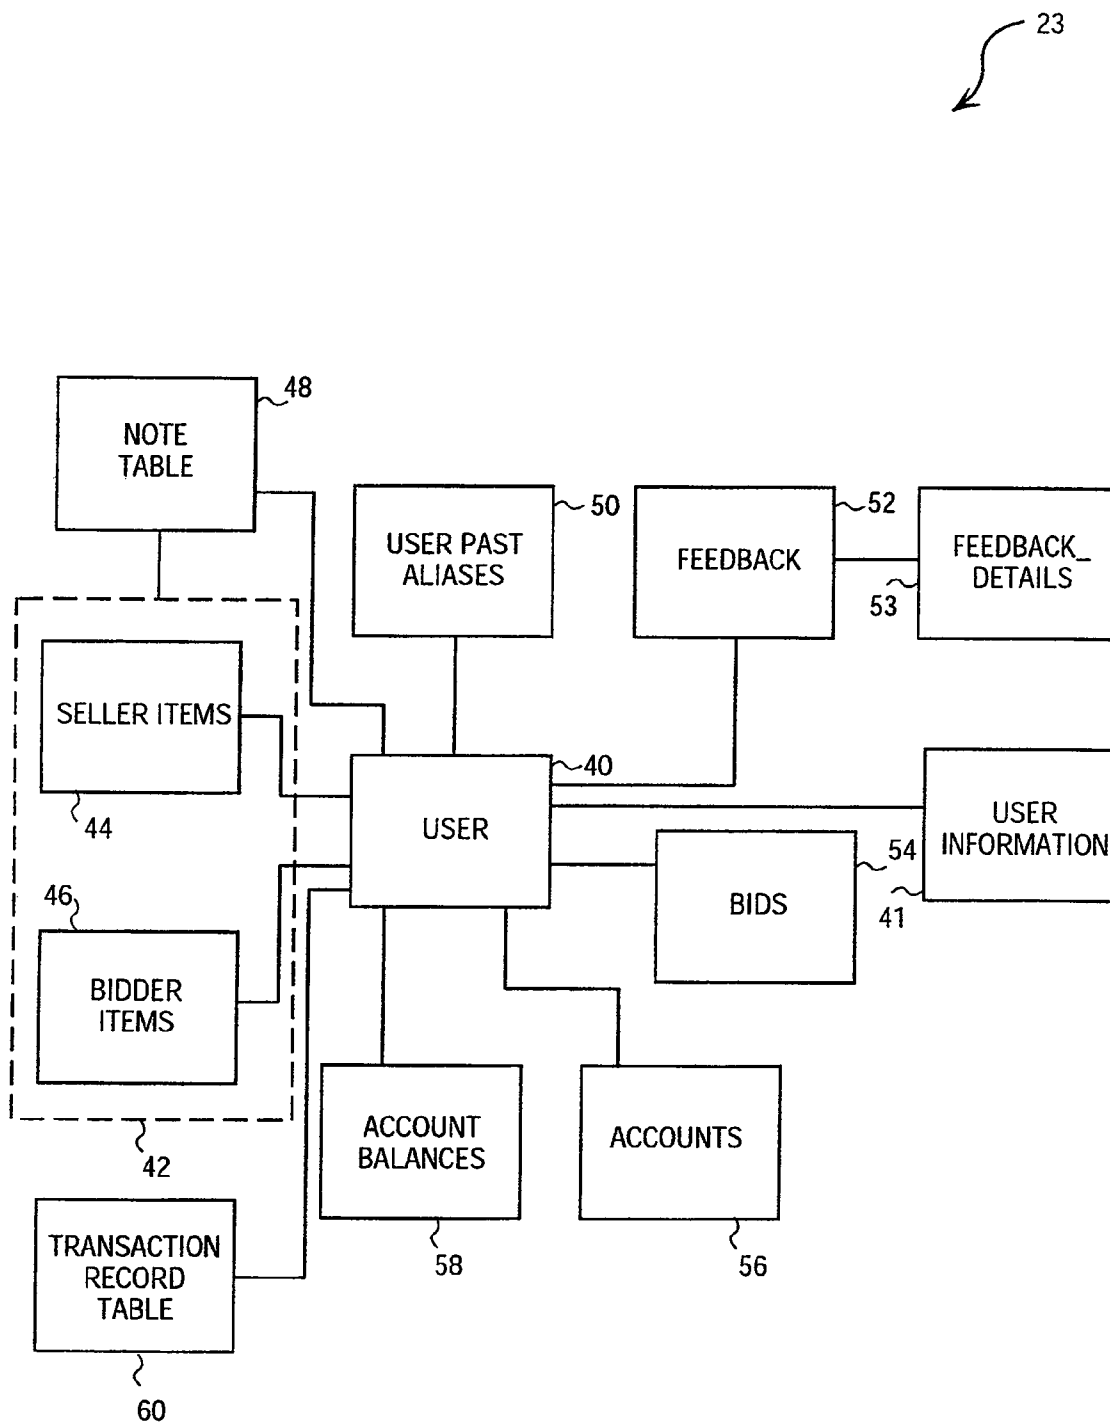 23
48
NOTE
TABLE
50
USER PAST
ALIASES
52
FEEDBACK
53
FEEDBACK_
DETAILS
SELLER ITEMS
44
40
USER
USER
INFORMATION
41
54
BIDS
46
BIDDER
ITEMS
42
ACCOUNT
BALANCES
58
ACCOUNTS
56
TRANSACTION
RECORD
TABLE
60